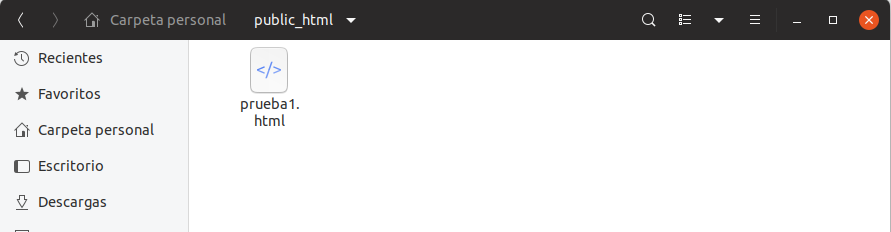 Carpeta personal
public_html
Recientes
Favoritos
Carpeta personal
Escritorio
Descargas
</>
prueba1.
html